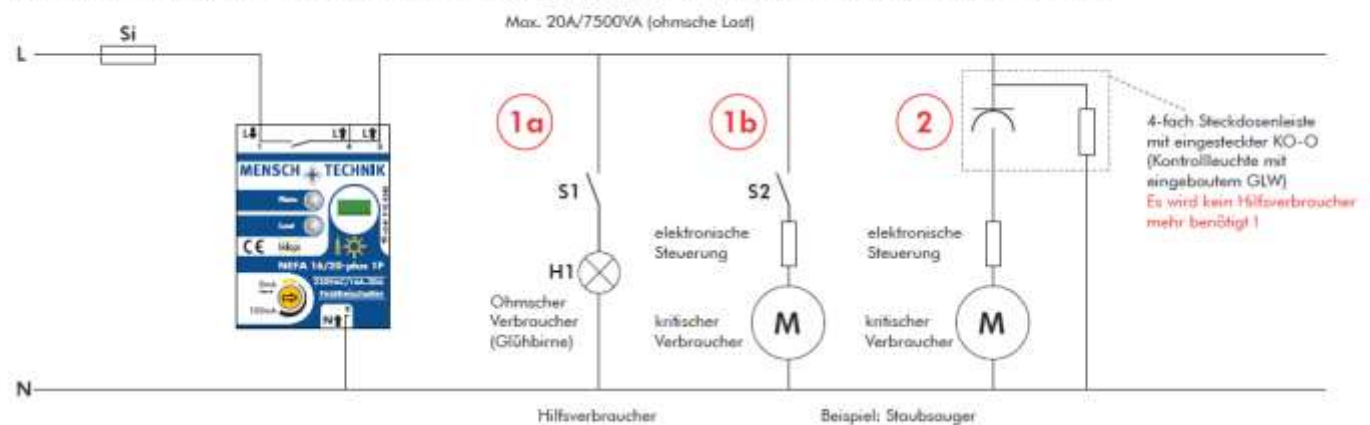 Max. 20A/7500VA (ohmsche Last)
Si
L
1a
1b
2
4-fach Steckdosenleiste
mit eingesteckter KO-O
(Kontrollleuchte mit
eingebautem GLW)
Es wird kein Hilfsverbraucher
mehr benötigt !
L
L
L
MENSCH TECHNIK
CE
NEFA 16/20-plus 1P
N
S1
S2
H1
Ohmscher
Verbraucher
(Glühbirne)
elektronische
Steuerung
kritischer
Verbraucher
M
elektronische
Steuerung
kritischer
Verbraucher
M
N
Hilfsverbraucher
Beispiel: Staubsauger